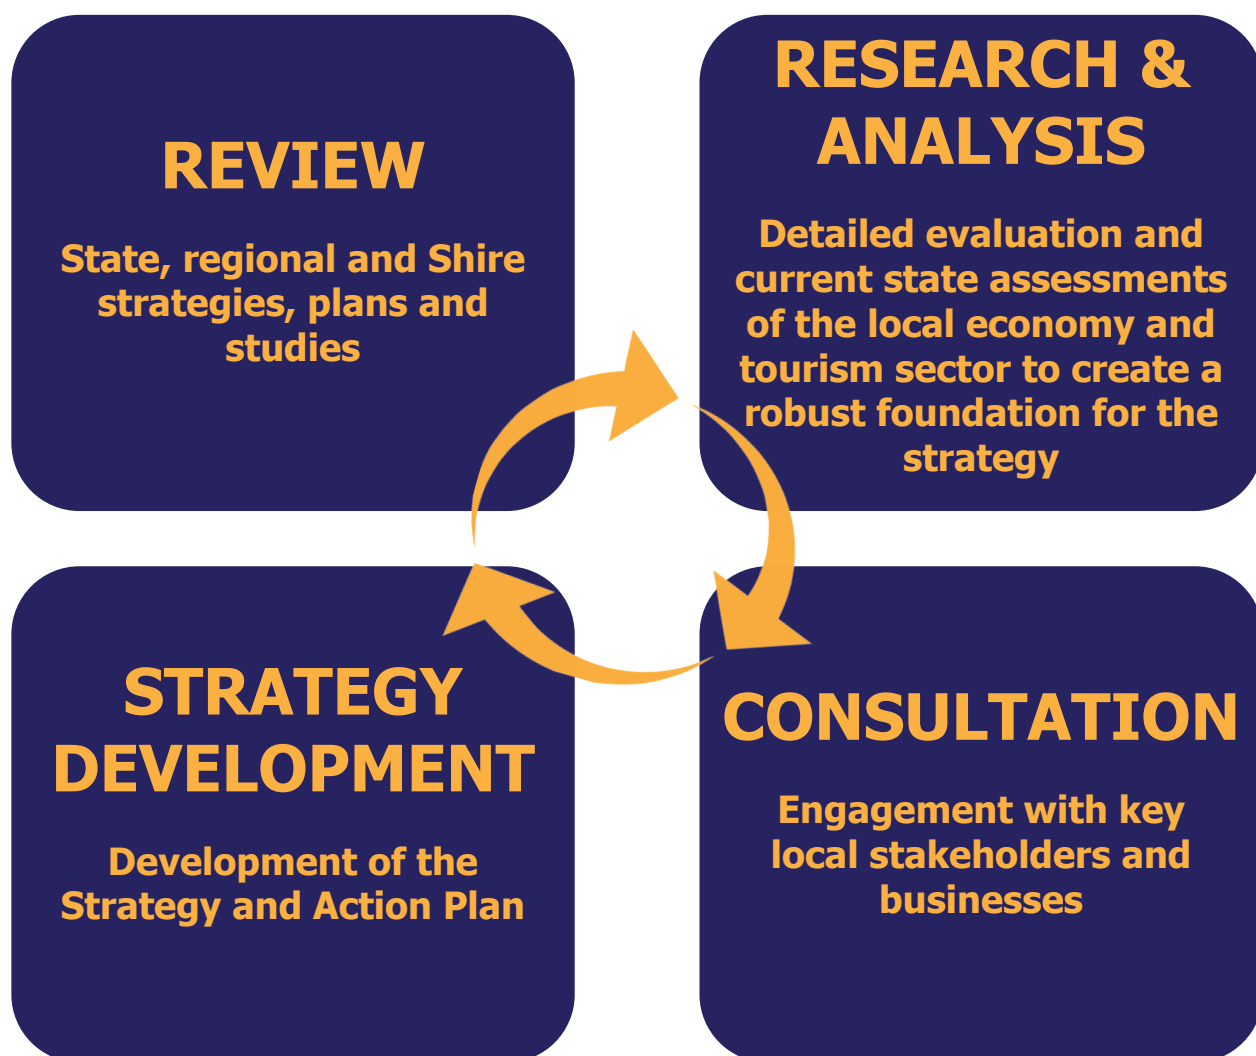 REVIEW
State, regional and Shire
strategies, plans and
studies
RESEARCH &
ANALYSIS
Detailed evaluation and
current state assessments
of the local economy and
tourism sector to create a
robust foundation for the
strategy
STRATEGY
DEVELOPMENT
Development of the
Strategy and Action Plan
CONSULTATION
Engagement with key
local stakeholders and
businesses